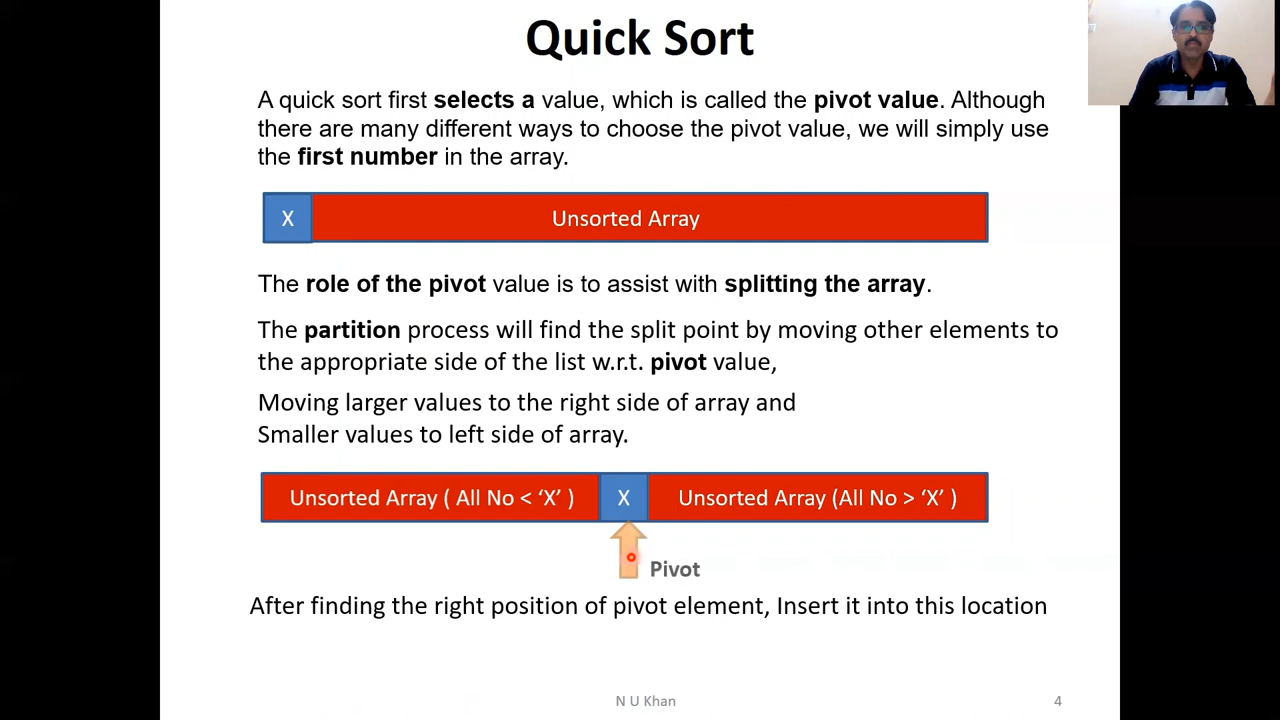 Quick Sort
A quick sort first selects a value, which is called the pivot value. Although
there are many different ways to choose the pivot value, we will simply use
the first number in the array.
X Unsorted Array
The role of the pivot value is to assist with splitting the array.
The partition process will find the split point by moving other elements to
the appropriate side of the list w.r.t. pivot value,
Moving larger values to the right side of array and
Smaller values to left side of array.
Unsorted Array ( All No < ‘X’ ) X Unsorted Array (All No > ‘X’ )
Pivot
After finding the right position of pivot element, Insert it into this location
N U Khan 4